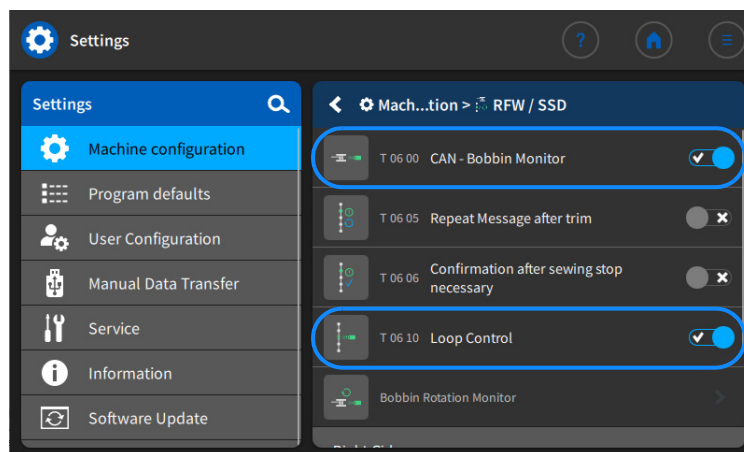 Settings
?
Settings
Mach...tion > RFW / SSD
Machine configuration
T 06 00 CAN - Bobbin Monitor
Program defaults
T 06 05 Repeat Message after trim
User Configuration
T 06 06 Confirmation after sewing stop
necessary
Manual Data Transfer
Service
T 06 10 Loop Control
Information
Bobbin Rotation Monitor
Software Update